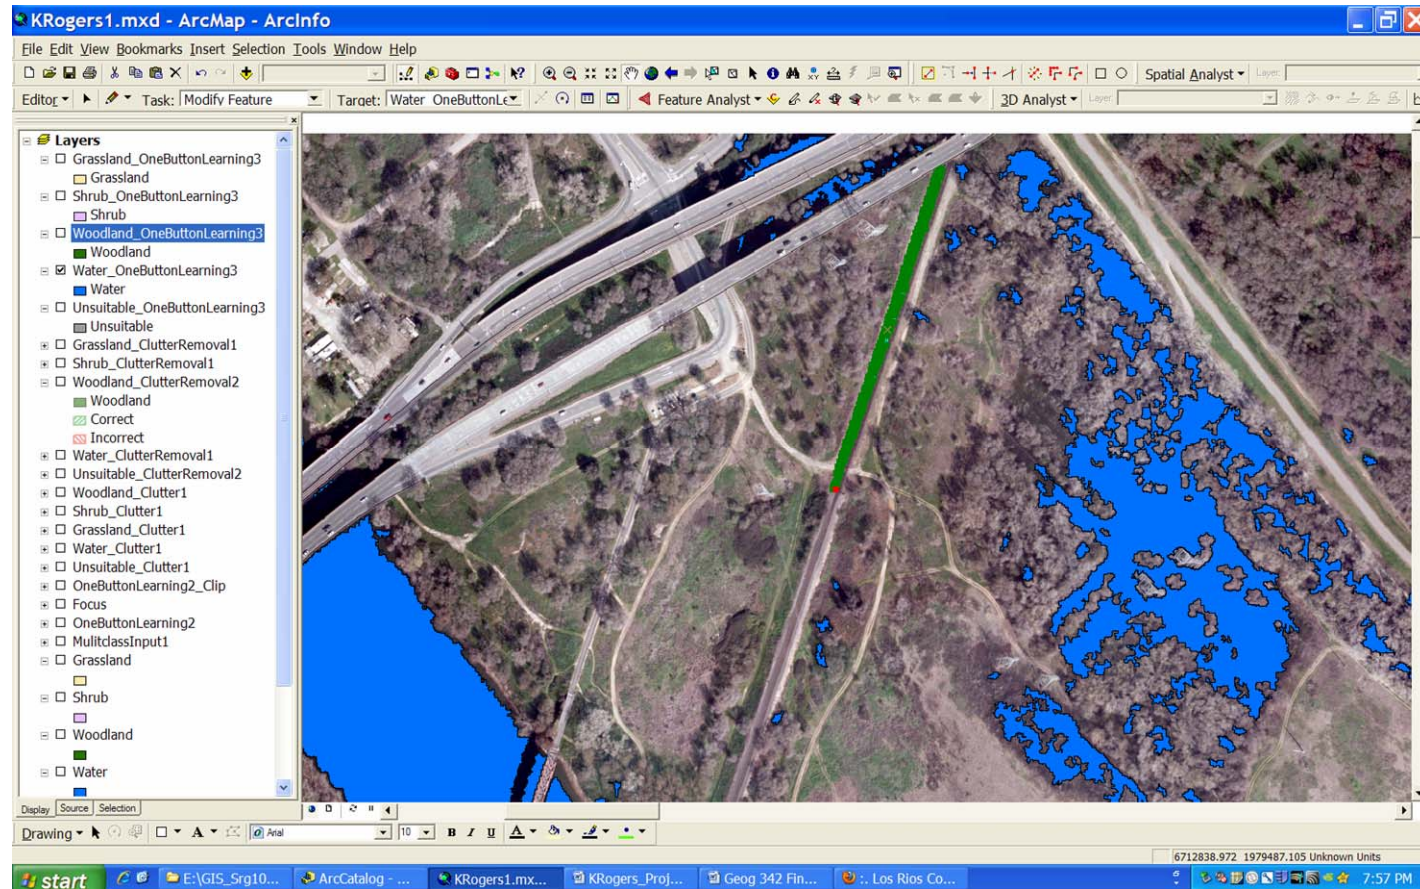 KRogers1.mxd - ArcMap - ArcInfo
File Edit View Bookmarks Insert Selection Tools Window Help
Spatial Analyst Layer:
Editor Task: Modify Feature Target: Water_OneButtonLe Feature Analyst 3D Analyst Layer:
Layers
Grassland_OneButtonLearning3
Grassland
Shrub_OneButtonLearning3
Shrub
Woodland_OneButtonLearning3
Woodland
Water_OneButtonLearning3
Water
Unsuitable_OneButtonLearning3
Unsuitable
Grassland_ClutterRemoval1
Shrub_ClutterRemoval1
Woodland_ClutterRemoval2
Woodland
Correct
Incorrect
Water_ClutterRemoval1
Unsuitable_ClutterRemoval2
Woodland_Clutter1
Shrub_Clutter1
Grassland_Clutter1
Water_Clutter1
Unsuitable_Clutter1
OneButtonLearning2_Clip
Focus
OneButtonLearning2
MulitclassInput1
Grassland
Shrub
Woodland
Water
Display Source Selection
Drawing A Arial 10 B I U A
6712838.972 1979487.105 Unknown Units
start E:\GIS_Srg10... ArcCatalog - ... KRogers1.mx... KRogers_Proj... Geog 342 Fin... :. Los Rios Co... 7:57 PM